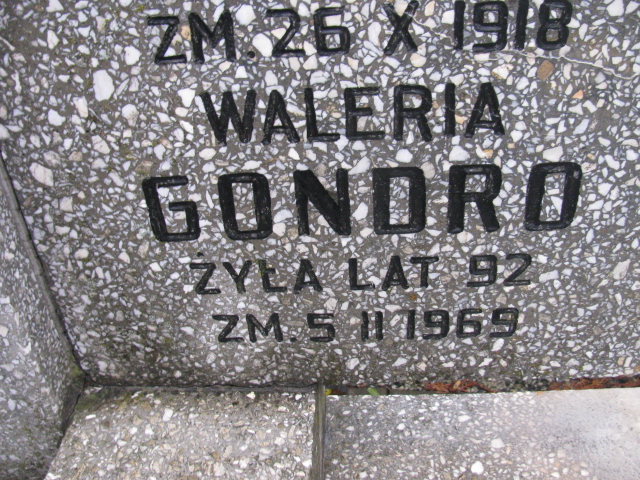 ZM. 26 X 1918
WALERIA
GONDRO
ŻYŁA LAT 92
ZM. 5 II 1969